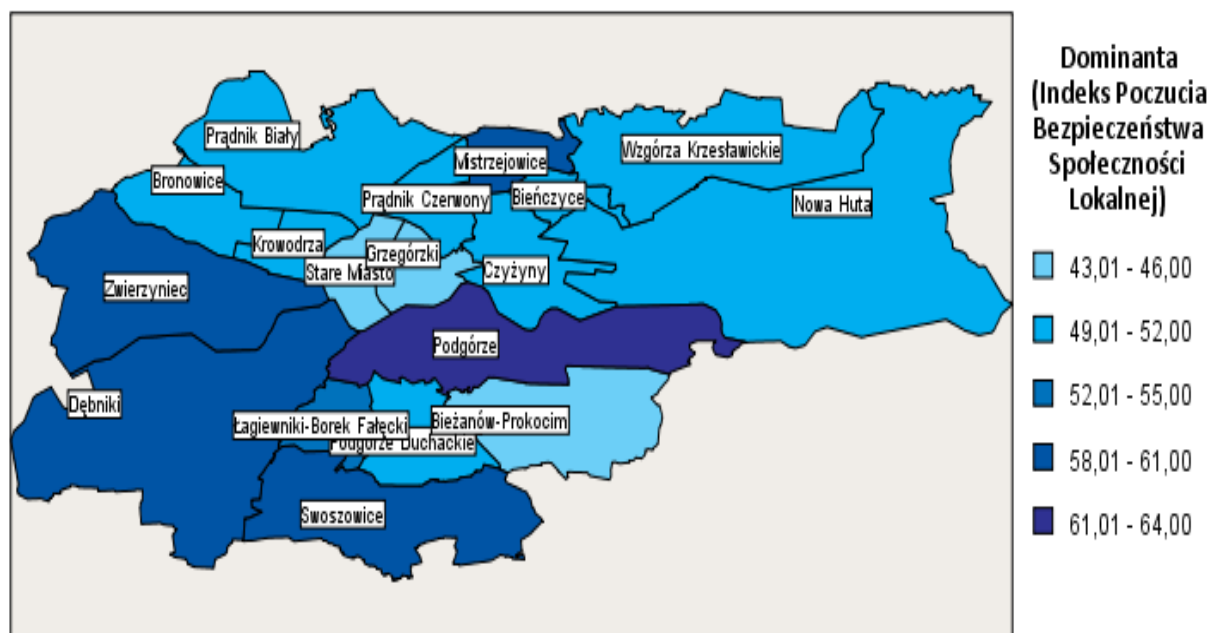 Dominanta
(Indeks Poczucia
Bezpieczeństwa
Społeczności
Lokalnej)
43,01 - 46,00
49,01 - 52,00
52,01 - 55,00
58,01 - 61,00
61,01 - 64,00
Prądnik Biały
Mistrzejowice
Wzgórza Krzesławickie
Bronowice
Prądnik Czerwony
Bieńczyce
Nowa Huta
Krowodrza
Grzegórzki
Stare Miasto
Czyżyny
Zwierzyniec
Podgórze
Dębniki
Łagiewniki-Borek Fałęcki
Bieżanów-Prokocim
Podgórze Duchackie
Swoszowice